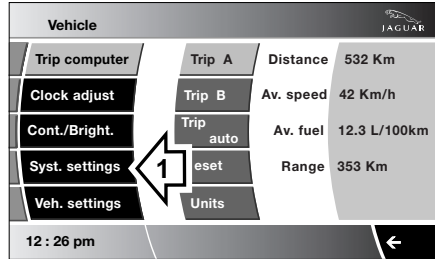 Vehicle
JAGUAR
Trip computer
Trip A
Distance 532 Km
Clock adjust
Trip B
Av. speed 42 Km/h
Cont./Bright.
Trip
auto
Av. fuel 12.3 L/100km
Syst. settings
1
eset
Range 353 Km
Veh. settings
Units
12 : 26 pm